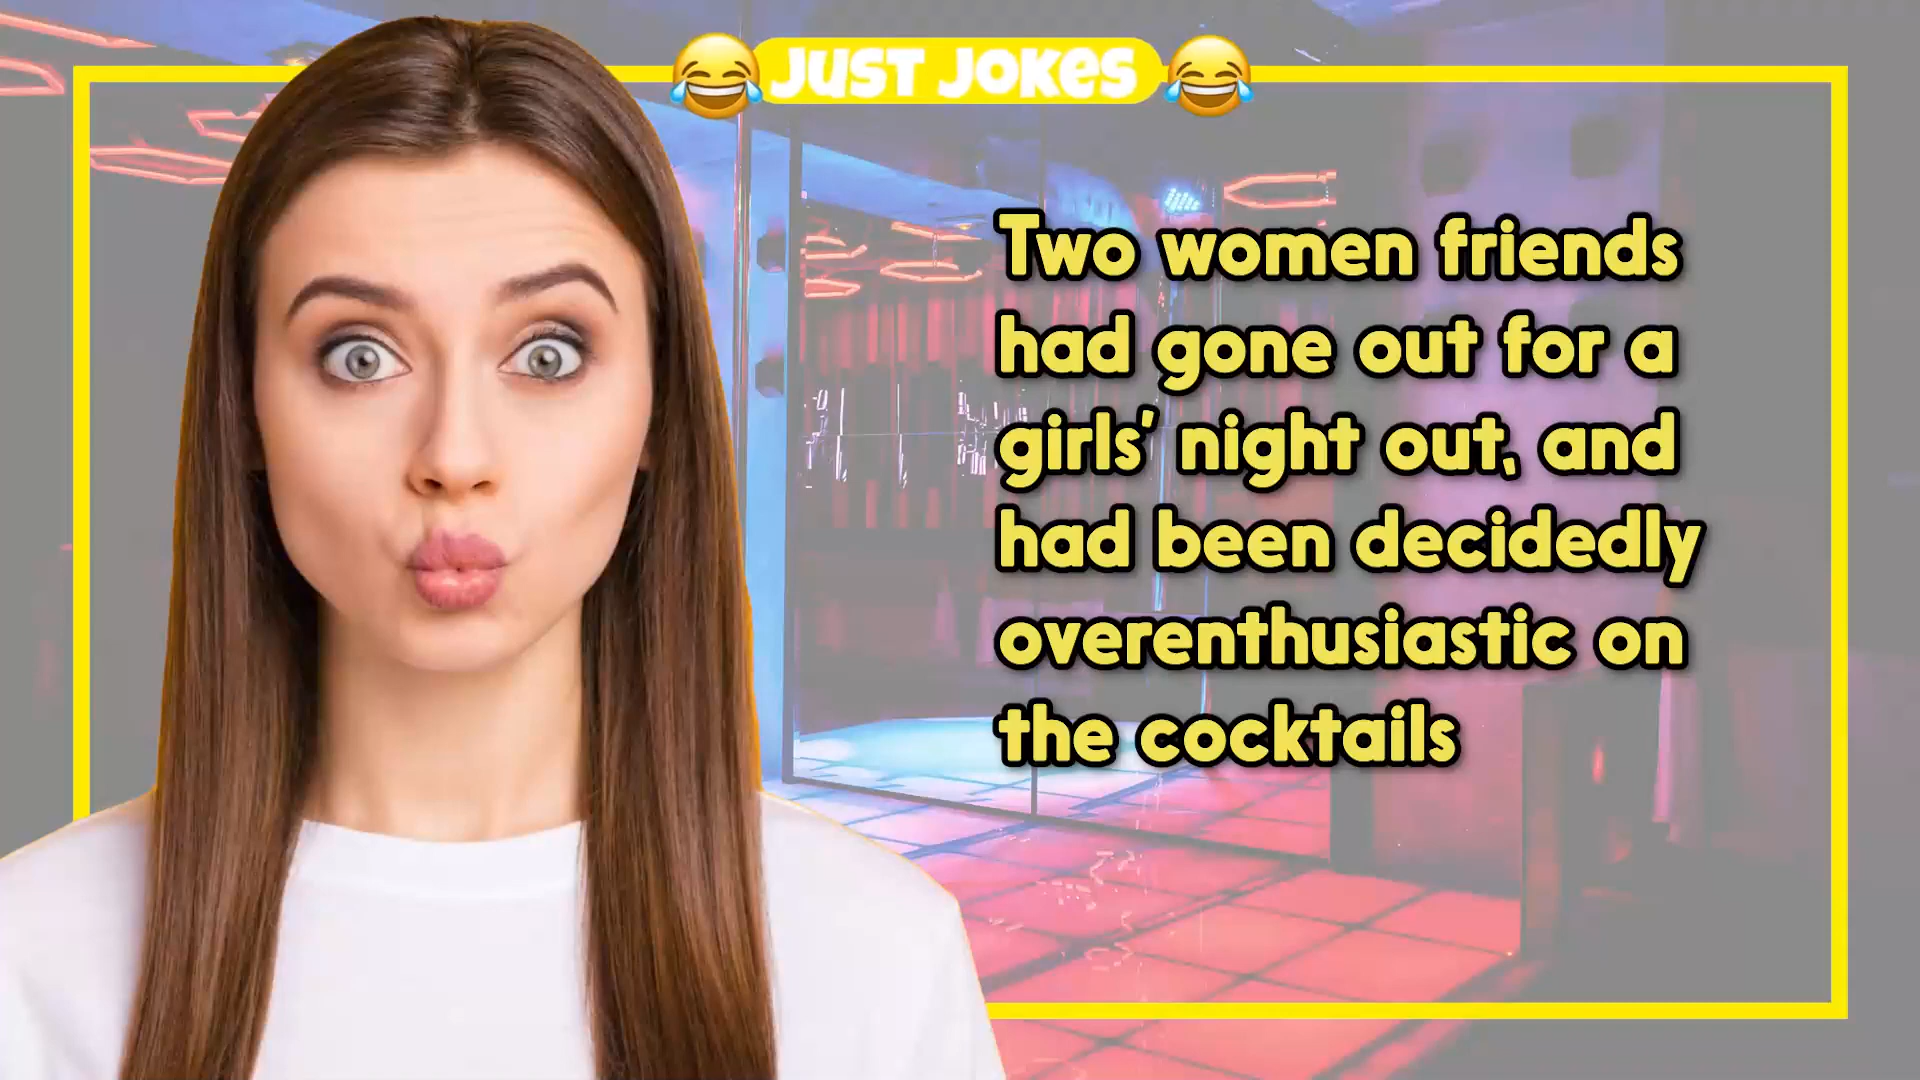 JUST JOKES
Two women friends
had gone out for a
girls' night out, and
had been decidedly
overenthusiastic on
the cocktails